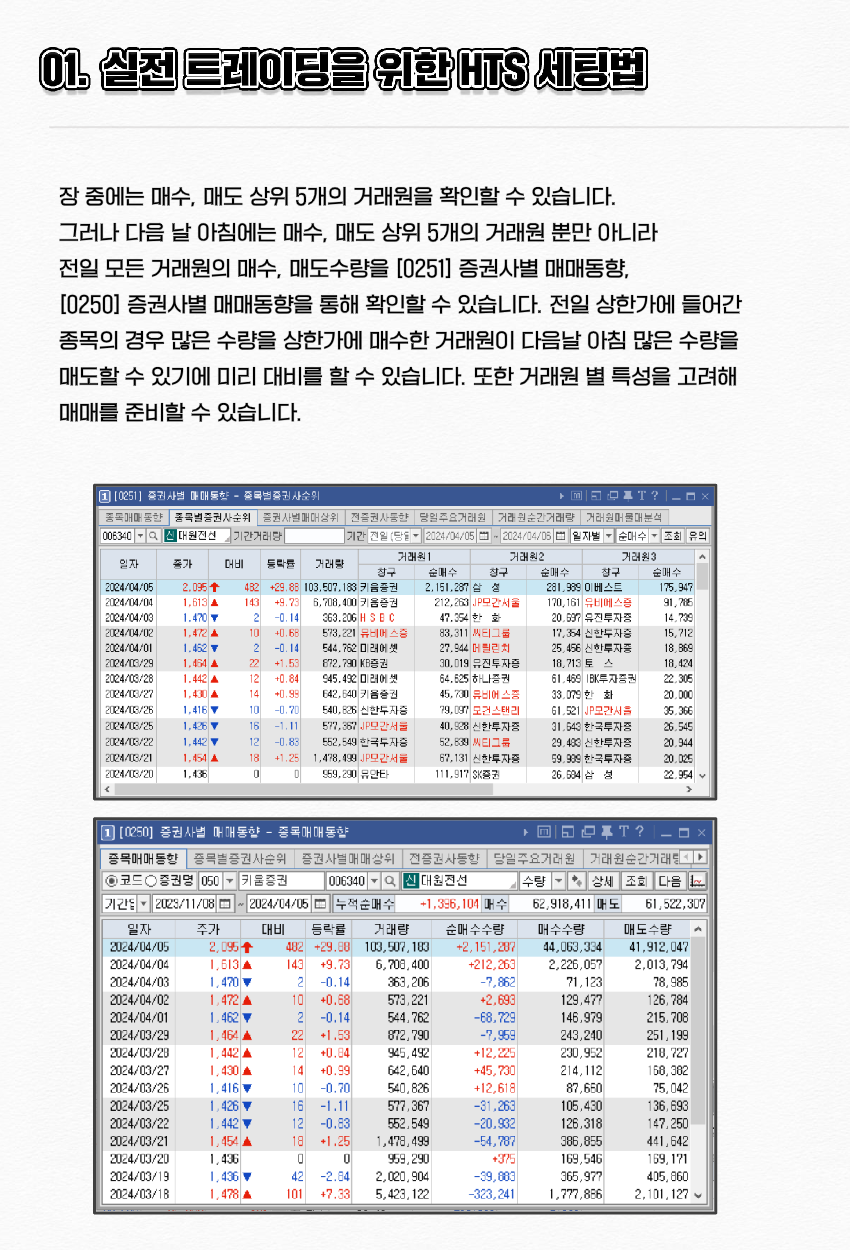 01. 실전 트레이딩을 위한 HTS 세팅법
장 중에는 매수, 매도 상위 5개의 거래원을 확인할 수 있습니다.
그러나 다음 날 아침에는 매수, 매도 상위 5개의 거래원 뿐만 아니라
전일 모든 거래원의 매수, 매도수량을 [0251] 증권사별 매매동향,
[0250] 증권사별 매매동향을 통해 확인할 수 있습니다. 전일 상한가에 들어간
종목의 경우 많은 수량을 상한가에 매수한 거래원이 다음날 아침 많은 수량을
매도할 수 있기에 미리 대비를 할 수 있습니다. 또한 거래원 별 특성을 고려해
매매를 준비할 수 있습니다.
1 [0251] 증권사별 매매동향 - 종목별증권사순위
종목매매동향 종목별증권사순위 증권사별매매상위 전증권사동향 당일주요거래원 거래원순간거래량 거래원매물대분석
006340 신 대원전선 기간거래량 기간 전일 2024/04/05 ~ 2024/04/06 일자별 순매수 조회 유의
일자 종가 대비 등락률 거래량 거래원1 거래원2 거래원3
창구 순매수 창구 순매수 창구 순매수
2024/04/05 2,095 482 +29.88 103,507,183 키움증권 2,151,287 삼 성 281,989 이베스트 175,947
2024/04/04 1,613 ▲ 143 +9.73 6,708,400 키움증권 212,263 JP모간서울 170,161 유비에스증 91,785
2024/04/03 1,470 ▼ 2 -0.14 363,206 H S B C 47,354 한 화 20,697 유진투자증 14,739
2024/04/02 1,472 ▲ 10 +0.68 573,221 유비에스증 83,311 씨티그룹 17,354 신한투자증 15,712
2024/04/01 1,462 ▼ 2 -0.14 544,762 미래에셋 27,944 메릴린치 25,456 신한투자증 18,869
2024/03/29 1,464 ▲ 22 +1.53 872,790 KB증권 30,019 유진투자증 18,713 토 스 18,424
2024/03/28 1,442 ▲ 12 +0.84 945,492 미래에셋 64,625 하나증권 61,469 IBK투자증권 22,305
2024/03/27 1,430 ▲ 14 +0.99 642,640 키움증권 45,730 유비에스증 33,079 한 화 20,000
2024/03/26 1,416 ▼ 10 -0.70 540,826 신한투자증 79,097 모건스탠리 61,521 JP모간서울 35,066
2024/03/25 1,426 ▼ 16 -1.11 577,367 JP모간서울 40,928 신한투자증 31,643 한국투자증 26,545
2024/03/22 1,442 ▼ 12 -0.83 552,549 한국투자증 52,839 씨티그룹 29,483 신한투자증 20,944
2024/03/21 1,454 ▲ 18 +1.25 1,478,499 JP모간서울 67,131 신한투자증 59,989 한국투자증 20,025
2024/03/20 1,436 0 0 959,290 유안타 111,917 SK증권 26,684 삼 성 22,954
1 [0250] 증권사별 매매동향 - 종목매매동향
종목매매동향 종목별증권사순위 증권사별매매상위 전증권사동향 당일주요거래원 거래원순간거래량
코드 증권명 050 키움증권 006340 신 대원전선 수량 상세 조회 다음
2023/11/08 ~ 2024/04/05 누적순매수 +1,396,104 매수 62,918,411 매도 61,522,307
일자 주가 대비 등락률 거래량 순매수수량 매수수량 매도수량
2024/04/05 2,095 482 +29.88 103,507,183 +2,151,287 44,063,334 41,912,047
2024/04/04 1,613 ▲ 143 +9.73 6,708,400 +212,263 2,226,057 2,013,794
2024/04/03 1,470 ▼ 2 -0.14 363,206 -7,862 71,123 78,985
2024/04/02 1,472 ▲ 10 +0.68 573,221 +2,693 129,477 126,784
2024/04/01 1,462 ▼ 2 -0.14 544,762 -68,729 146,979 215,708
2024/03/29 1,464 ▲ 22 +1.53 872,790 -7,959 243,240 251,199
2024/03/28 1,442 ▲ 12 +0.84 945,492 +12,225 230,952 218,727
2024/03/27 1,430 ▲ 14 +0.99 642,640 +45,730 214,112 168,382
2024/03/26 1,416 ▼ 10 -0.70 540,826 +12,618 87,660 75,042
2024/03/25 1,426 ▼ 16 -1.11 577,367 -31,263 105,430 136,693
2024/03/22 1,442 ▼ 12 -0.83 552,549 -20,932 126,318 147,250
2024/03/21 1,454 ▲ 18 +1.25 1,478,499 -54,787 386,855 441,642
2024/03/20 1,436 0 0 959,290 +375 169,546 169,171
2024/03/19 1,436 ▼ 42 -2.84 2,020,904 -39,883 365,977 405,860
2024/03/18 1,478 ▲ 101 +7.33 5,423,122 -323,241 1,777,886 2,101,127